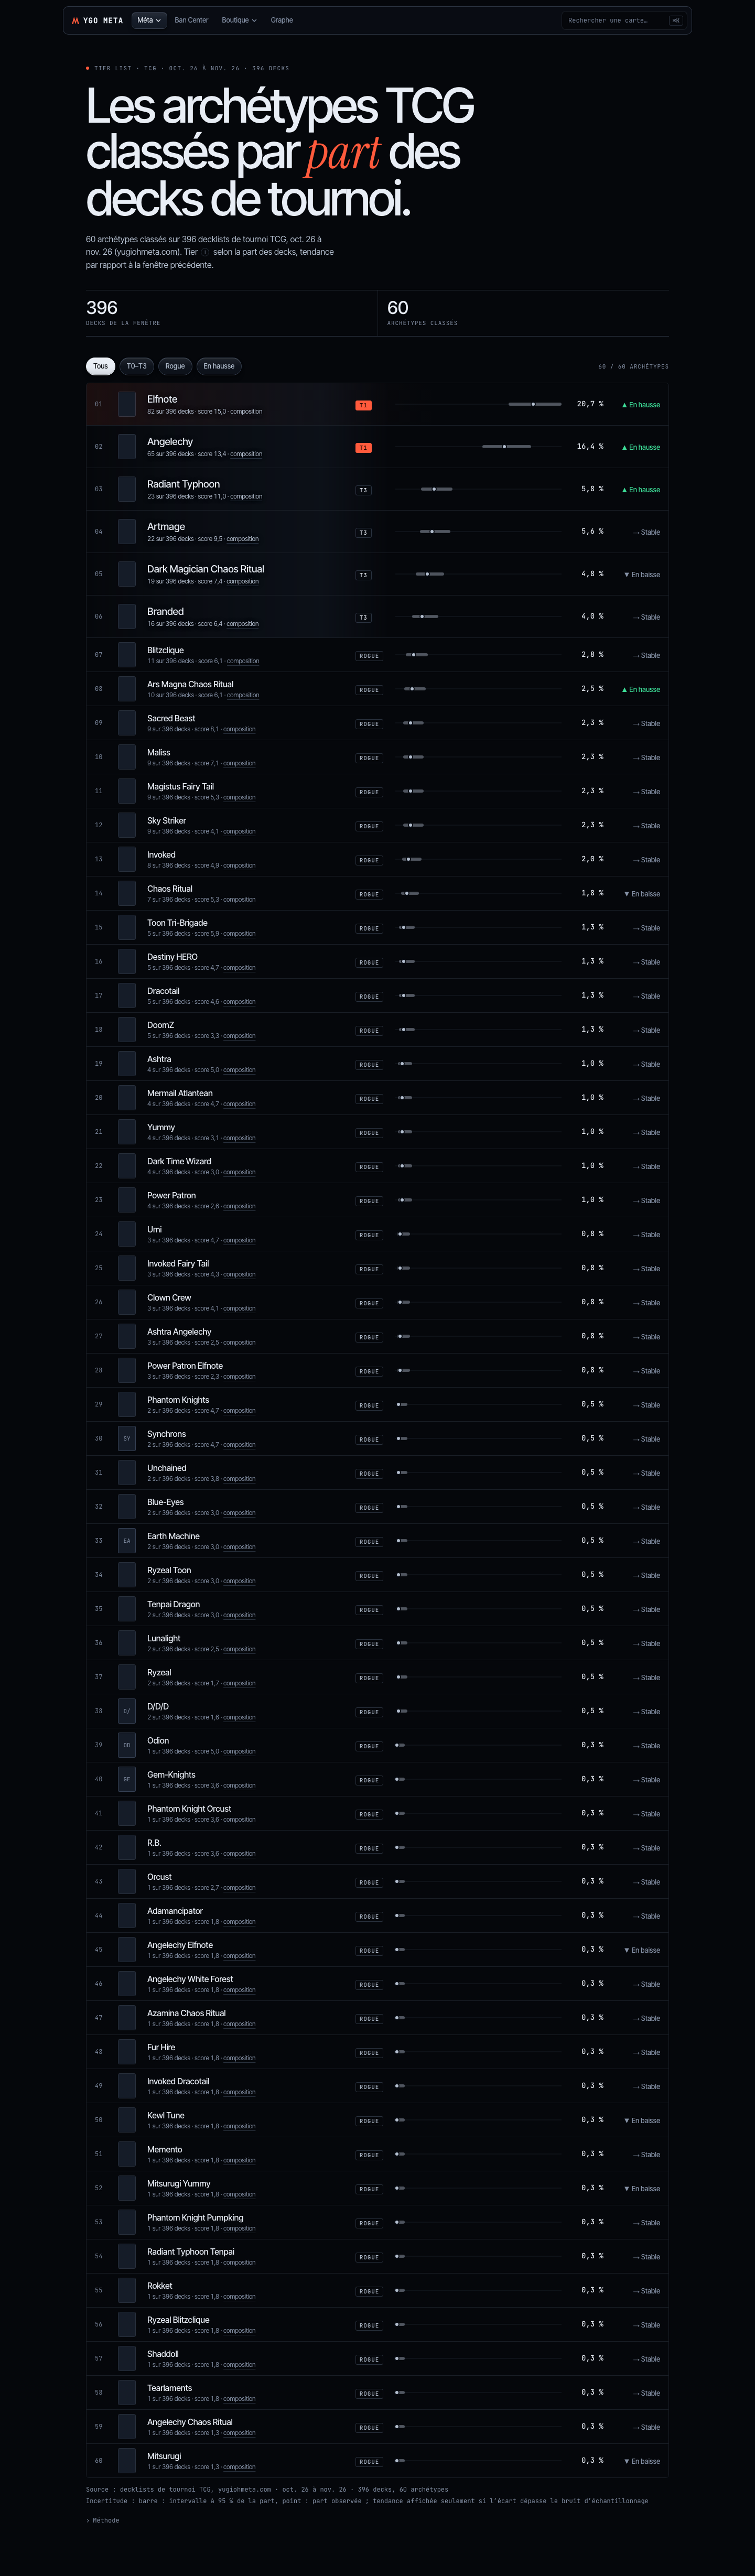 YGO META Méta Ban Center Boutique Graphe Rechercher une carte… ⌘K
TIER LIST · TCG · OCT. 26 À NOV. 26 · 396 DECKS
Les archétypes TCG
classés par part des
decks de tournoi.
60 archétypes classés sur 396 decklists de tournoi TCG, oct. 26 à
nov. 26 (yugiohmeta.com). Tier selon la part des decks, tendance
par rapport à la fenêtre précédente.
396
DECKS DE LA FENÊTRE
60
ARCHÉTYPES CLASSÉS
Tous T0–T3 Rogue En hausse 60 / 60 ARCHÉTYPES
01 Elfnote T1 20,7 % ▲ En hausse
82 sur 396 decks · score 15,0 · composition
02 Angelechy T1 16,4 % ▲ En hausse
65 sur 396 decks · score 13,4 · composition
03 Radiant Typhoon T3 5,8 % ▲ En hausse
23 sur 396 decks · score 11,0 · composition
04 Artmage T3 5,6 % → Stable
22 sur 396 decks · score 9,5 · composition
05 Dark Magician Chaos Ritual T3 4,8 % ▼ En baisse
19 sur 396 decks · score 7,4 · composition
06 Branded T3 4,0 % → Stable
16 sur 396 decks · score 6,4 · composition
07 Blitzclique ROGUE 2,8 % → Stable
11 sur 396 decks · score 6,1 · composition
08 Ars Magna Chaos Ritual ROGUE 2,5 % ▲ En hausse
10 sur 396 decks · score 6,1 · composition
09 Sacred Beast ROGUE 2,3 % → Stable
9 sur 396 decks · score 8,1 · composition
10 Maliss ROGUE 2,3 % → Stable
9 sur 396 decks · score 7,1 · composition
11 Magistus Fairy Tail ROGUE 2,3 % → Stable
9 sur 396 decks · score 5,3 · composition
12 Sky Striker ROGUE 2,3 % → Stable
9 sur 396 decks · score 4,1 · composition
13 Invoked ROGUE 2,0 % → Stable
8 sur 396 decks · score 4,9 · composition
14 Chaos Ritual ROGUE 1,8 % ▼ En baisse
7 sur 396 decks · score 5,3 · composition
15 Toon Tri-Brigade ROGUE 1,3 % → Stable
5 sur 396 decks · score 5,9 · composition
16 Destiny HERO ROGUE 1,3 % → Stable
5 sur 396 decks · score 4,7 · composition
17 Dracotail ROGUE 1,3 % → Stable
5 sur 396 decks · score 4,6 · composition
18 DoomZ ROGUE 1,3 % → Stable
5 sur 396 decks · score 3,3 · composition
19 Ashtra ROGUE 1,0 % → Stable
4 sur 396 decks · score 5,0 · composition
20 Mermail Atlantean ROGUE 1,0 % → Stable
4 sur 396 decks · score 4,7 · composition
21 Yummy ROGUE 1,0 % → Stable
4 sur 396 decks · score 3,1 · composition
22 Dark Time Wizard ROGUE 1,0 % → Stable
4 sur 396 decks · score 3,0 · composition
23 Power Patron ROGUE 1,0 % → Stable
4 sur 396 decks · score 2,6 · composition
24 Umi ROGUE 0,8 % → Stable
3 sur 396 decks · score 4,7 · composition
25 Invoked Fairy Tail ROGUE 0,8 % → Stable
3 sur 396 decks · score 4,3 · composition
26 Clown Crew ROGUE 0,8 % → Stable
3 sur 396 decks · score 4,1 · composition
27 Ashtra Angelechy ROGUE 0,8 % → Stable
3 sur 396 decks · score 2,5 · composition
28 Power Patron Elfnote ROGUE 0,8 % → Stable
3 sur 396 decks · score 2,3 · composition
29 Phantom Knights ROGUE 0,5 % → Stable
2 sur 396 decks · score 4,7 · composition
30 SY Synchrons ROGUE 0,5 % → Stable
2 sur 396 decks · score 4,7 · composition
31 Unchained ROGUE 0,5 % → Stable
2 sur 396 decks · score 3,8 · composition
32 Blue-Eyes ROGUE 0,5 % → Stable
2 sur 396 decks · score 3,0 · composition
33 EA Earth Machine ROGUE 0,5 % → Stable
2 sur 396 decks · score 3,0 · composition
34 Ryzeal Toon ROGUE 0,5 % → Stable
2 sur 396 decks · score 3,0 · composition
35 Tenpai Dragon ROGUE 0,5 % → Stable
2 sur 396 decks · score 3,0 · composition
36 Lunalight ROGUE 0,5 % → Stable
2 sur 396 decks · score 2,5 · composition
37 Ryzeal ROGUE 0,5 % → Stable
2 sur 396 decks · score 1,7 · composition
38 D/ D/D/D ROGUE 0,5 % → Stable
2 sur 396 decks · score 1,6 · composition
39 OD Odion ROGUE 0,3 % → Stable
1 sur 396 decks · score 5,0 · composition
40 GE Gem-Knights ROGUE 0,3 % → Stable
1 sur 396 decks · score 3,6 · composition
41 Phantom Knight Orcust ROGUE 0,3 % → Stable
1 sur 396 decks · score 3,6 · composition
42 R.B. ROGUE 0,3 % → Stable
1 sur 396 decks · score 3,6 · composition
43 Orcust ROGUE 0,3 % → Stable
1 sur 396 decks · score 2,7 · composition
44 Adamancipator ROGUE 0,3 % → Stable
1 sur 396 decks · score 1,8 · composition
45 Angelechy Elfnote ROGUE 0,3 % ▼ En baisse
1 sur 396 decks · score 1,8 · composition
46 Angelechy White Forest ROGUE 0,3 % → Stable
1 sur 396 decks · score 1,8 · composition
47 Azamina Chaos Ritual ROGUE 0,3 % → Stable
1 sur 396 decks · score 1,8 · composition
48 Fur Hire ROGUE 0,3 % → Stable
1 sur 396 decks · score 1,8 · composition
49 Invoked Dracotail ROGUE 0,3 % → Stable
1 sur 396 decks · score 1,8 · composition
50 Kewl Tune ROGUE 0,3 % ▼ En baisse
1 sur 396 decks · score 1,8 · composition
51 Memento ROGUE 0,3 % → Stable
1 sur 396 decks · score 1,8 · composition
52 Mitsurugi Yummy ROGUE 0,3 % ▼ En baisse
1 sur 396 decks · score 1,8 · composition
53 Phantom Knight Pumpking ROGUE 0,3 % → Stable
1 sur 396 decks · score 1,8 · composition
54 Radiant Typhoon Tenpai ROGUE 0,3 % → Stable
1 sur 396 decks · score 1,8 · composition
55 Rokket ROGUE 0,3 % → Stable
1 sur 396 decks · score 1,8 · composition
56 Ryzeal Blitzclique ROGUE 0,3 % → Stable
1 sur 396 decks · score 1,8 · composition
57 Shaddoll ROGUE 0,3 % → Stable
1 sur 396 decks · score 1,8 · composition
58 Tearlaments ROGUE 0,3 % → Stable
1 sur 396 decks · score 1,8 · composition
59 Angelechy Chaos Ritual ROGUE 0,3 % → Stable
1 sur 396 decks · score 1,3 · composition
60 Mitsurugi ROGUE 0,3 % ▼ En baisse
1 sur 396 decks · score 1,3 · composition
Source : decklists de tournoi TCG, yugiohmeta.com · oct. 26 à nov. 26 · 396 decks, 60 archétypes
Incertitude : barre : intervalle à 95 % de la part, point : part observée ; tendance affichée seulement si l'écart dépasse le bruit d'échantillonnage
› Méthode